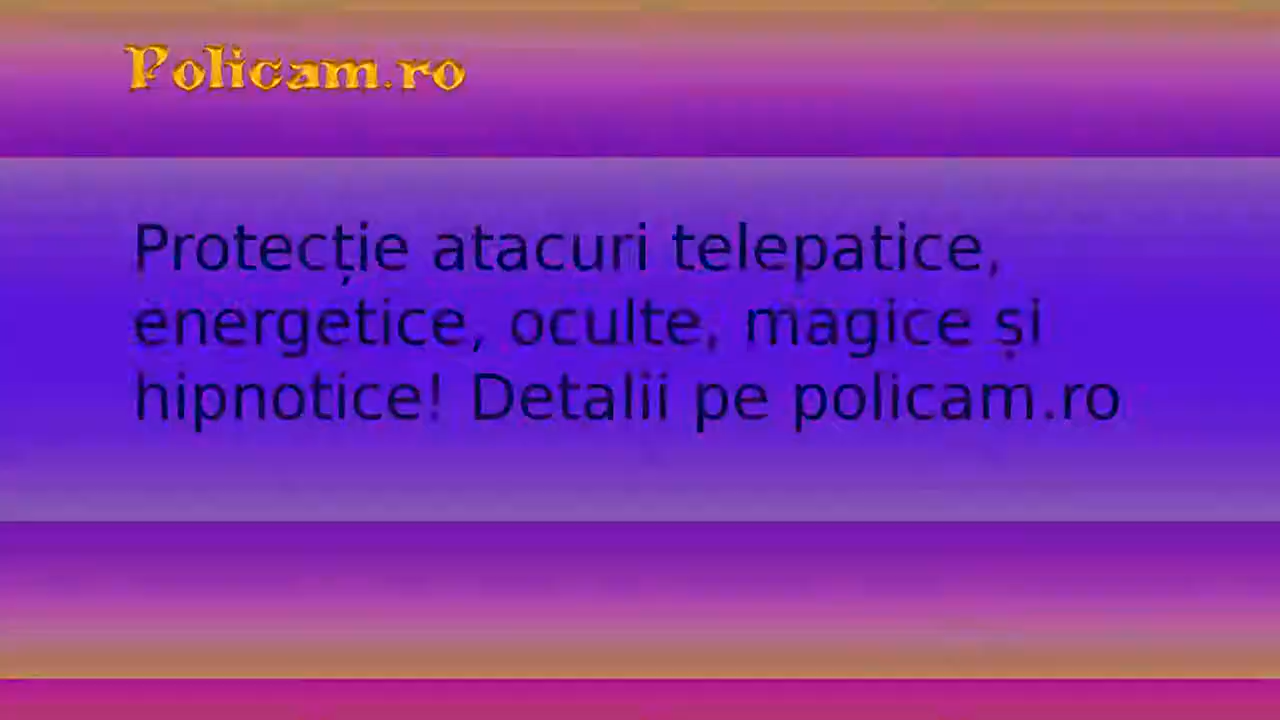 Policam.ro
Protecție atacuri telepatice,
energetice, oculte, magice și
hipnotice! Detalii pe policam.ro